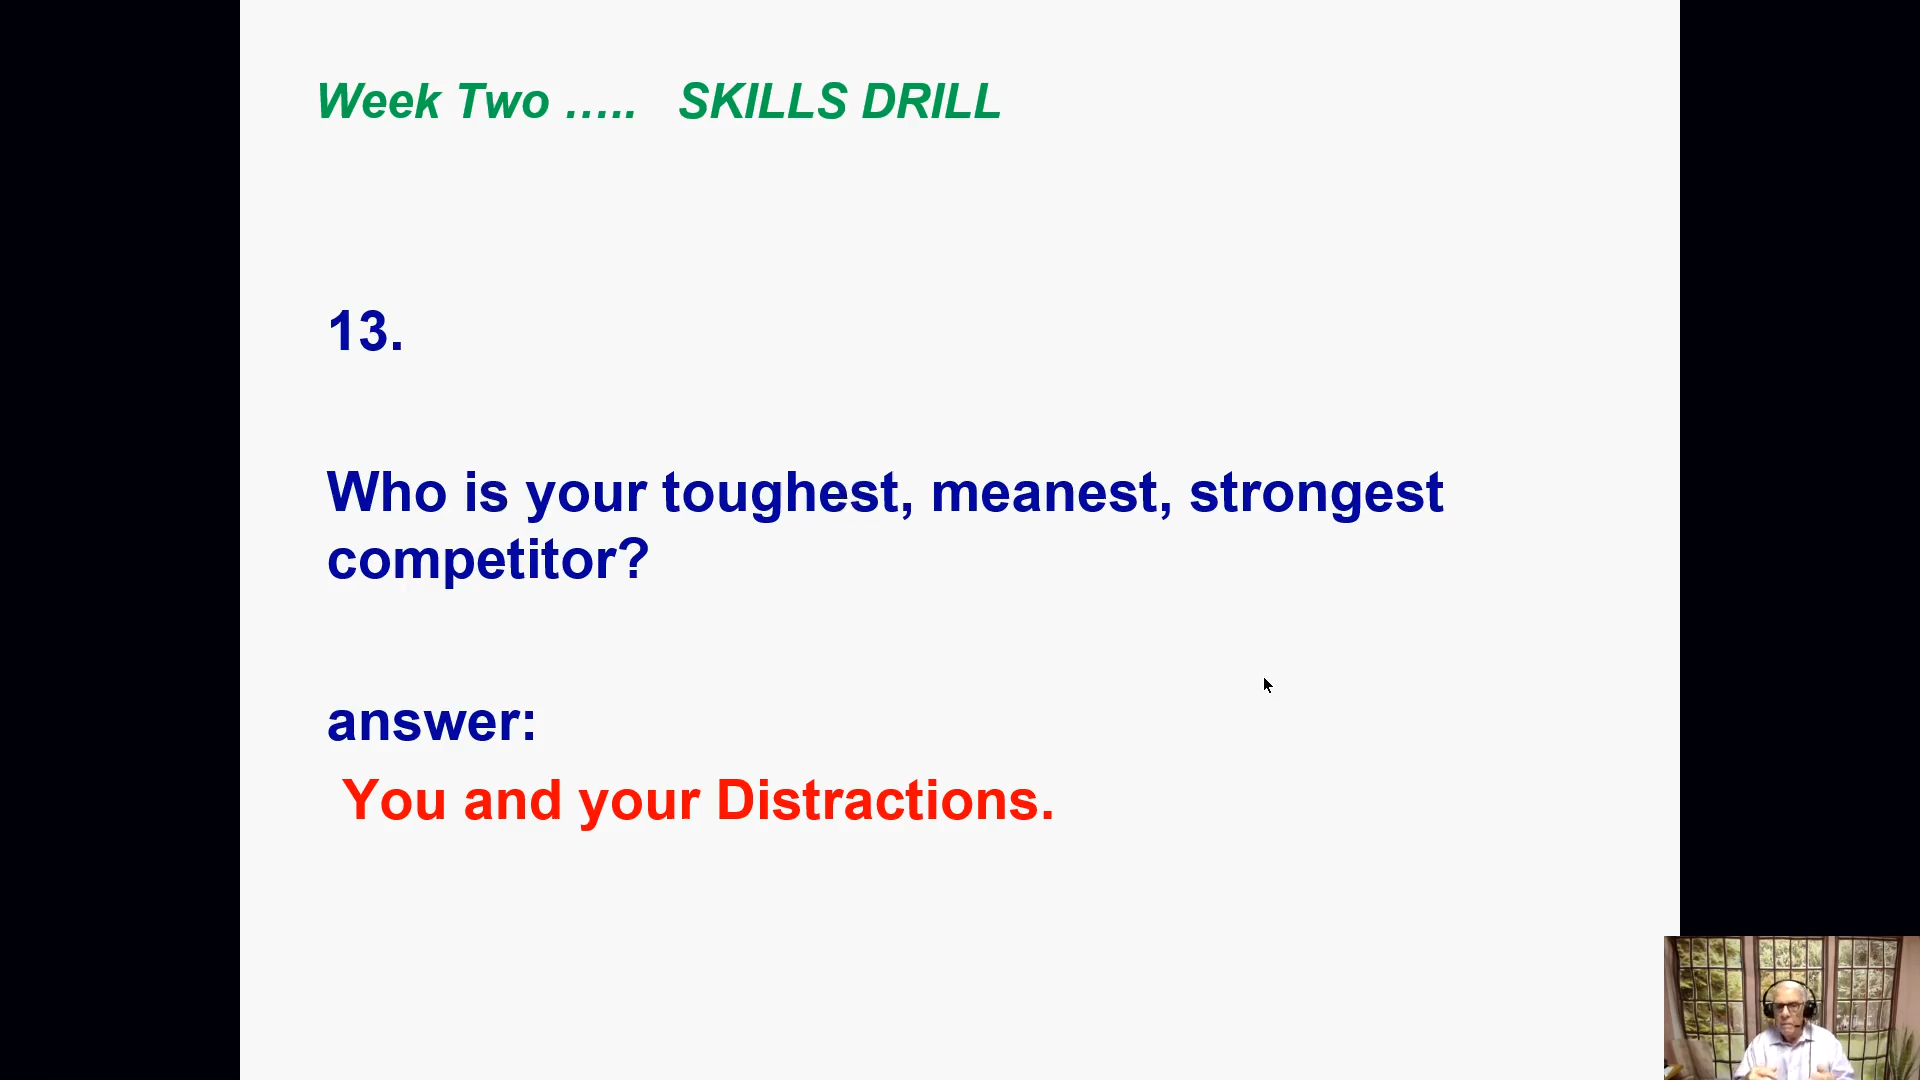 Week Two ..... SKILLS DRILL
13.
Who is your toughest, meanest, strongest
competitor?
answer:
You and your Distractions.